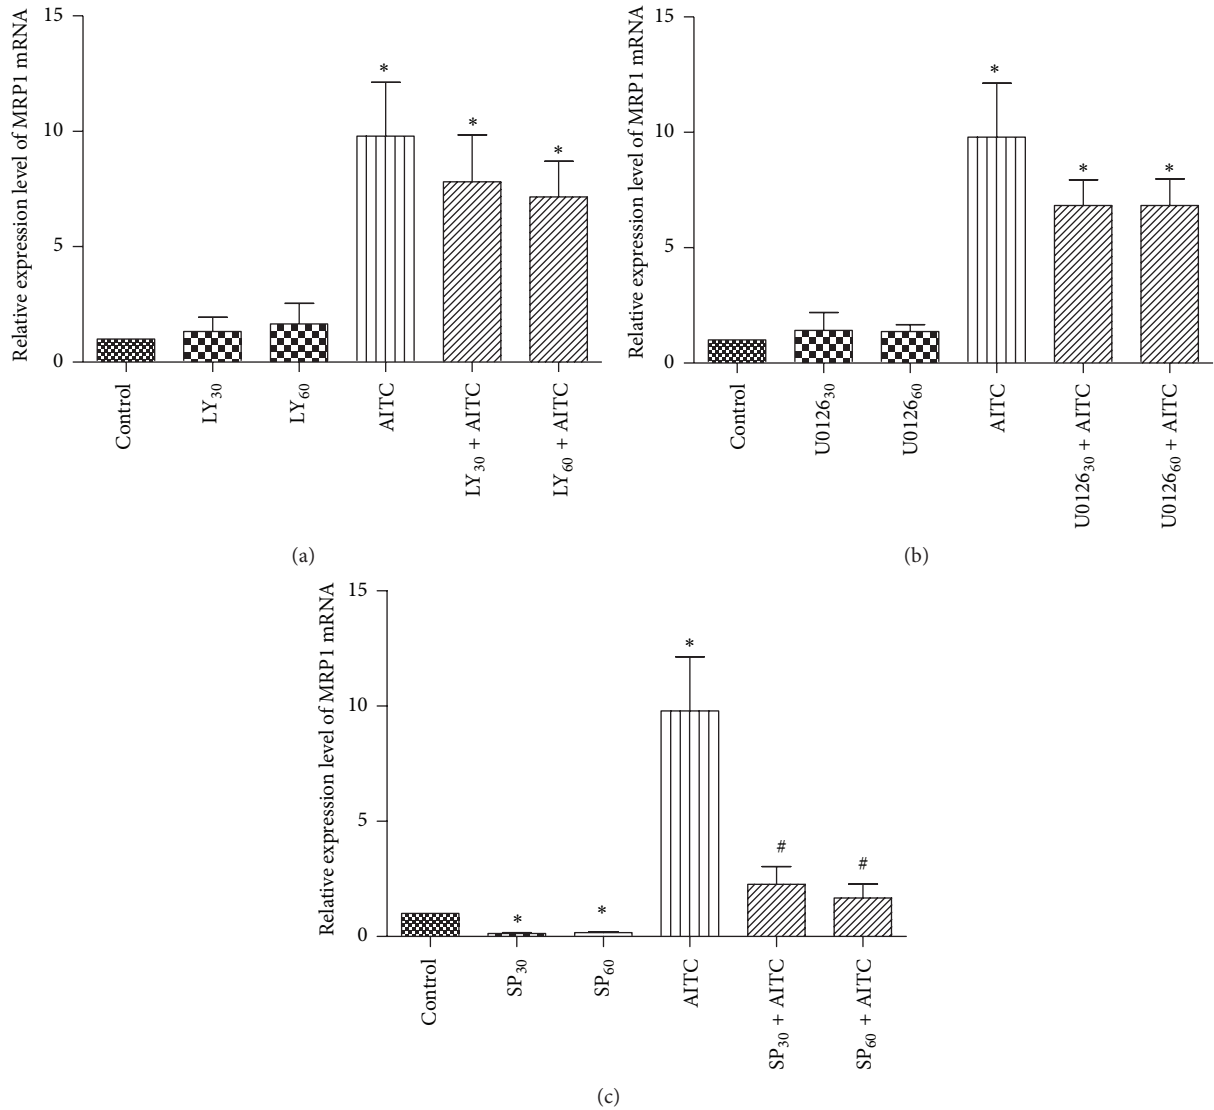 Relative expression level of MRP1 mRNA
15
10
5
0
*
*
*
Control
LY30
LY60
AITC
LY30 + AITC
LY60 + AITC
(a)
Relative expression level of MRP1 mRNA
15
10
5
0
*
*
*
Control
U012630
U012660
AITC
U012630 + AITC
U012660 + AITC
(b)
Relative expression level of MRP1 mRNA
15
10
5
0
*
*
*
#
#
Control
SP30
SP60
AITC
SP30 + AITC
SP60 + AITC
(c)